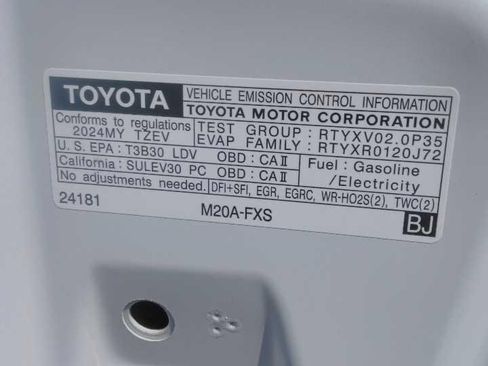 TOYOTA
VEHICLE EMISSION CONTROL INFORMATION
TOYOTA MOTOR CORPORATION
Conforms to regulations
2024MY TZEV
TEST GROUP : RTYXV02.0P35
EVAP FAMILY : RTYXR0120J72
U.S. EPA : T3B30 LDV OBD : CAII
California : SULEV30 PC OBD : CAII
Fuel : Gasoline
/Electricity
No adjustments needed.
DFI+SFI, EGR, EGRC, WR-HO2S(2), TWC(2)
24181
M20A-FXS
BJ